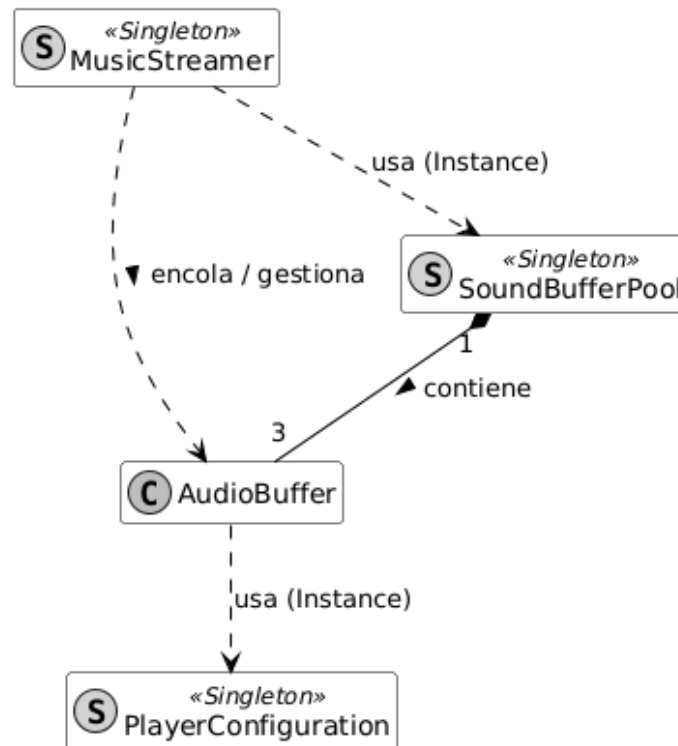 «Singleton»
S MusicStreamer
usa (Instance)
encola / gestiona
«Singleton»
S SoundBufferPool
1
contiene
3
C AudioBuffer
usa (Instance)
«Singleton»
S PlayerConfiguration